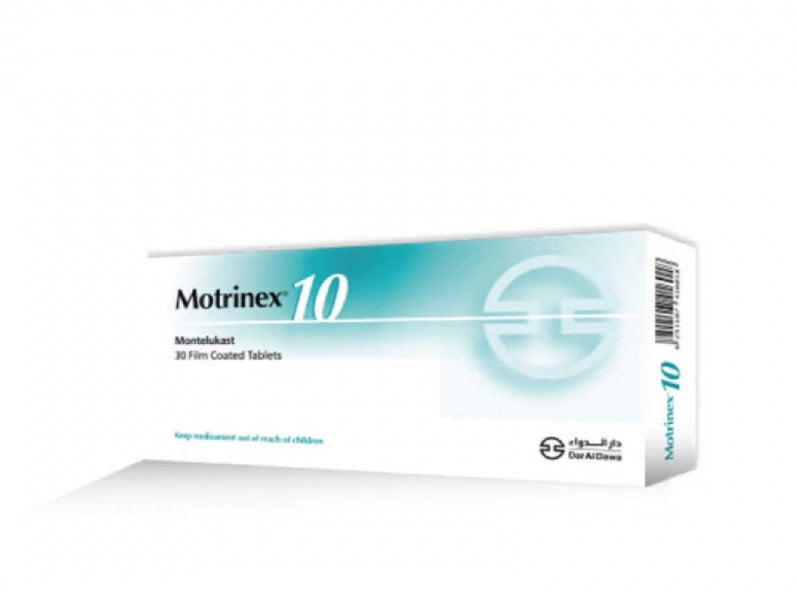 Motrinex® 10
Montelukast
30 Film Coated Tablets
Keep medicament out of reach of children
دار الدواء
Dar Al Dawa
Motrinex 10